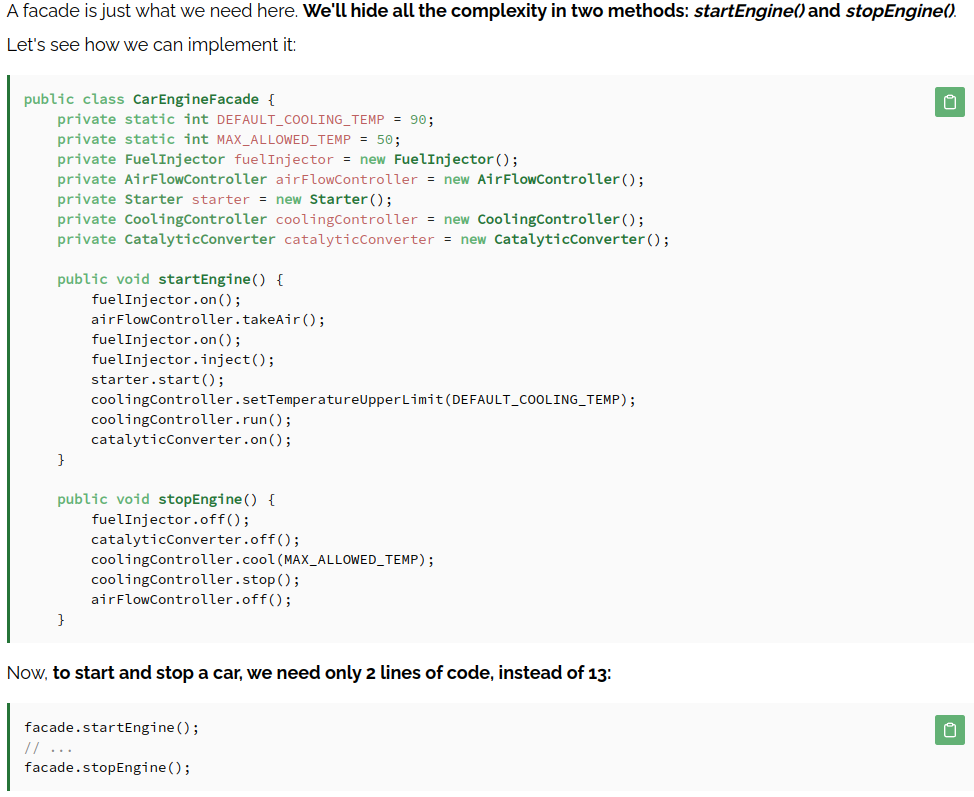 A facade is just what we need here. We'll hide all the complexity in two methods: startEngine() and stopEngine().
Let's see how we can implement it:
public class CarEngineFacade {
    private static int DEFAULT_COOLING_TEMP = 90;
    private static int MAX_ALLOWED_TEMP = 50;
    private FuelInjector fuelInjector = new FuelInjector();
    private AirFlowController airFlowController = new AirFlowController();
    private Starter starter = new Starter();
    private CoolingController coolingController = new CoolingController();
    private CatalyticConverter catalyticConverter = new CatalyticConverter();

    public void startEngine() {
        fuelInjector.on();
        airFlowController.takeAir();
        fuelInjector.on();
        fuelInjector.inject();
        starter.start();
        coolingController.setTemperatureUpperLimit(DEFAULT_COOLING_TEMP);
        coolingController.run();
        catalyticConverter.on();
    }

    public void stopEngine() {
        fuelInjector.off();
        catalyticConverter.off();
        coolingController.cool(MAX_ALLOWED_TEMP);
        coolingController.stop();
        airFlowController.off();
    }
Now, to start and stop a car, we need only 2 lines of code, instead of 13:
facade.startEngine();
// ...
facade.stopEngine();